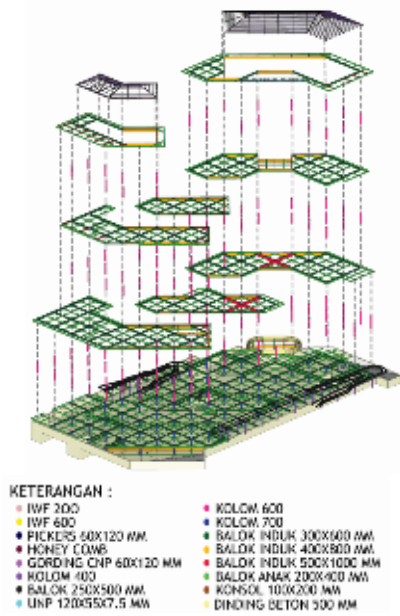 KETERANGAN :
IWF 200
IWF 600
PICKERS 60X120 MM
HONEY COMB
GORDING CNP 60X120 MM
KOLOM 400
BALOK 250X500 MM
UNP 120X55X7.5 MM
KOLOM 600
KOLOM 700
BALOK INDUK 300X600 MM
BALOK INDUK 400X800 MM
BALOK INDUK 500X1000 MM
BALOK ANAK 200X400 MM
KONSOL 100X200 MM
DINDING BETON 500 MM